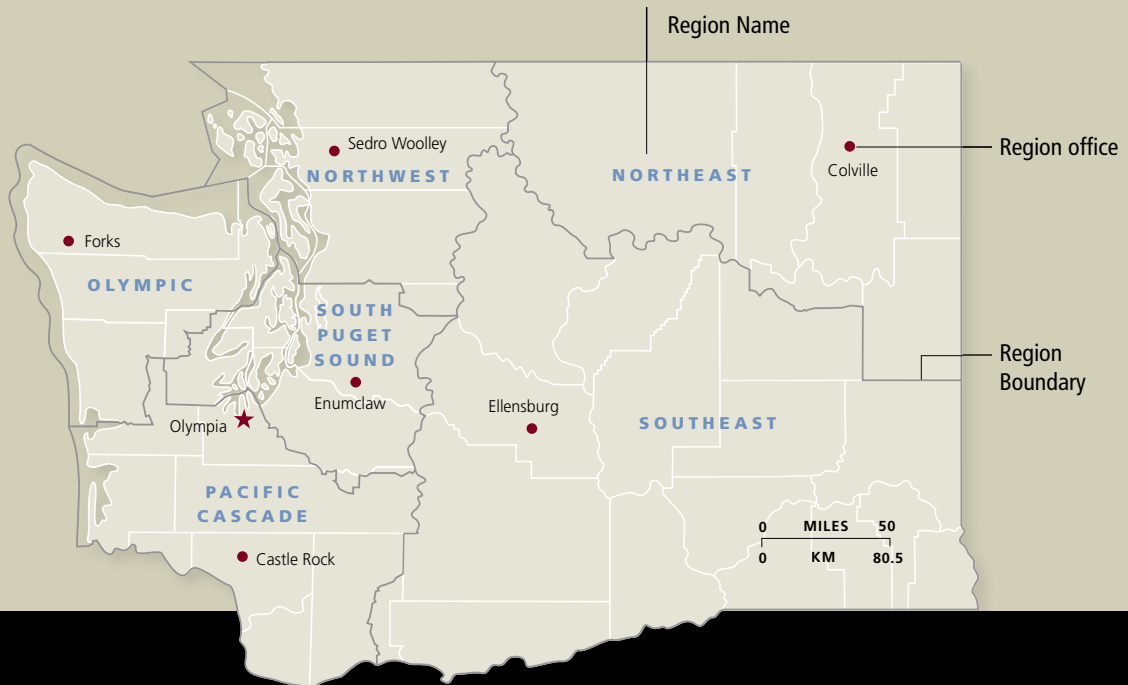 Region Name
Sedro Woolley
NORTHWEST
NORTHEAST
Colville
Region office
Forks
OLYMPIC
SOUTH
PUGET
SOUND
Enumclaw
Region
Boundary
Ellensburg
Olympia
SOUTHEAST
PACIFIC
CASCADE
0 MILES 50
0 KM 80.5
Castle Rock